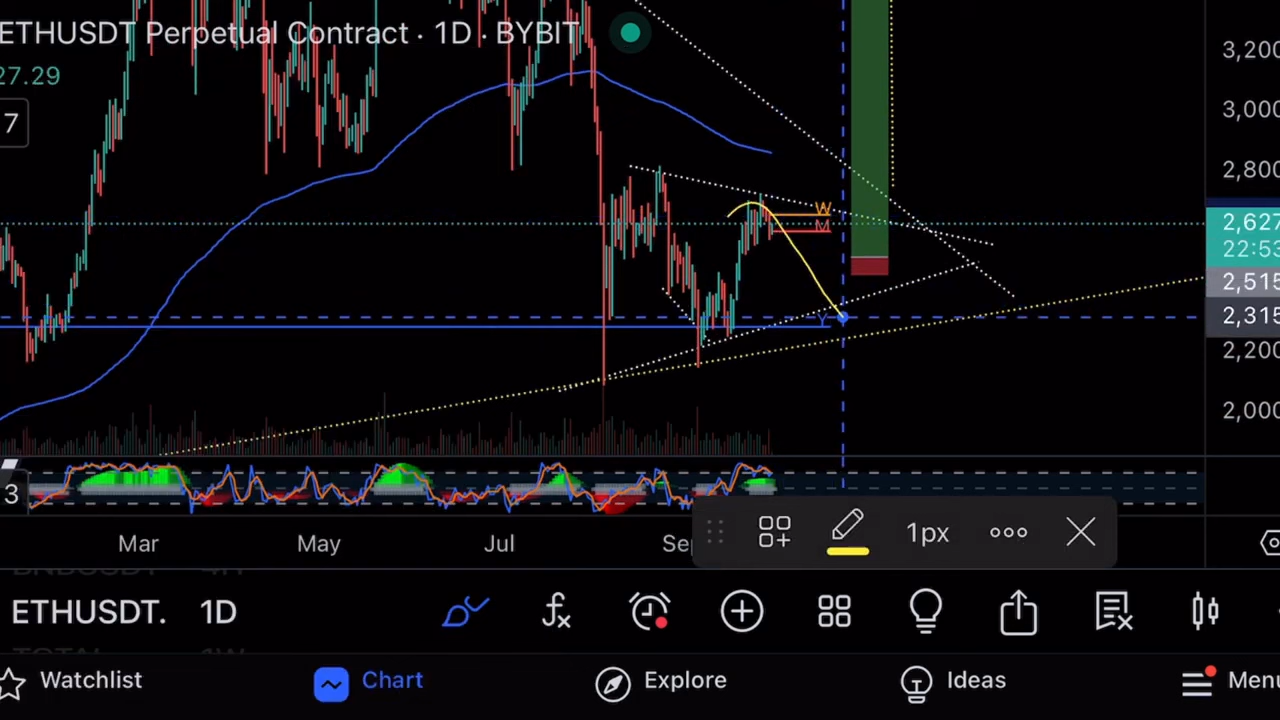 ETHUSDT Perpetual Contract · 1D · BYBIT
27.29
7
3,200
3,000
2,800
W
M
2,627
22:53
2,515
Y
2,315
2,200
2,000
3
Mar May Jul Sep
1px
ETHUSDT. 1D
Watchlist
Chart
Explore
Ideas
Menu